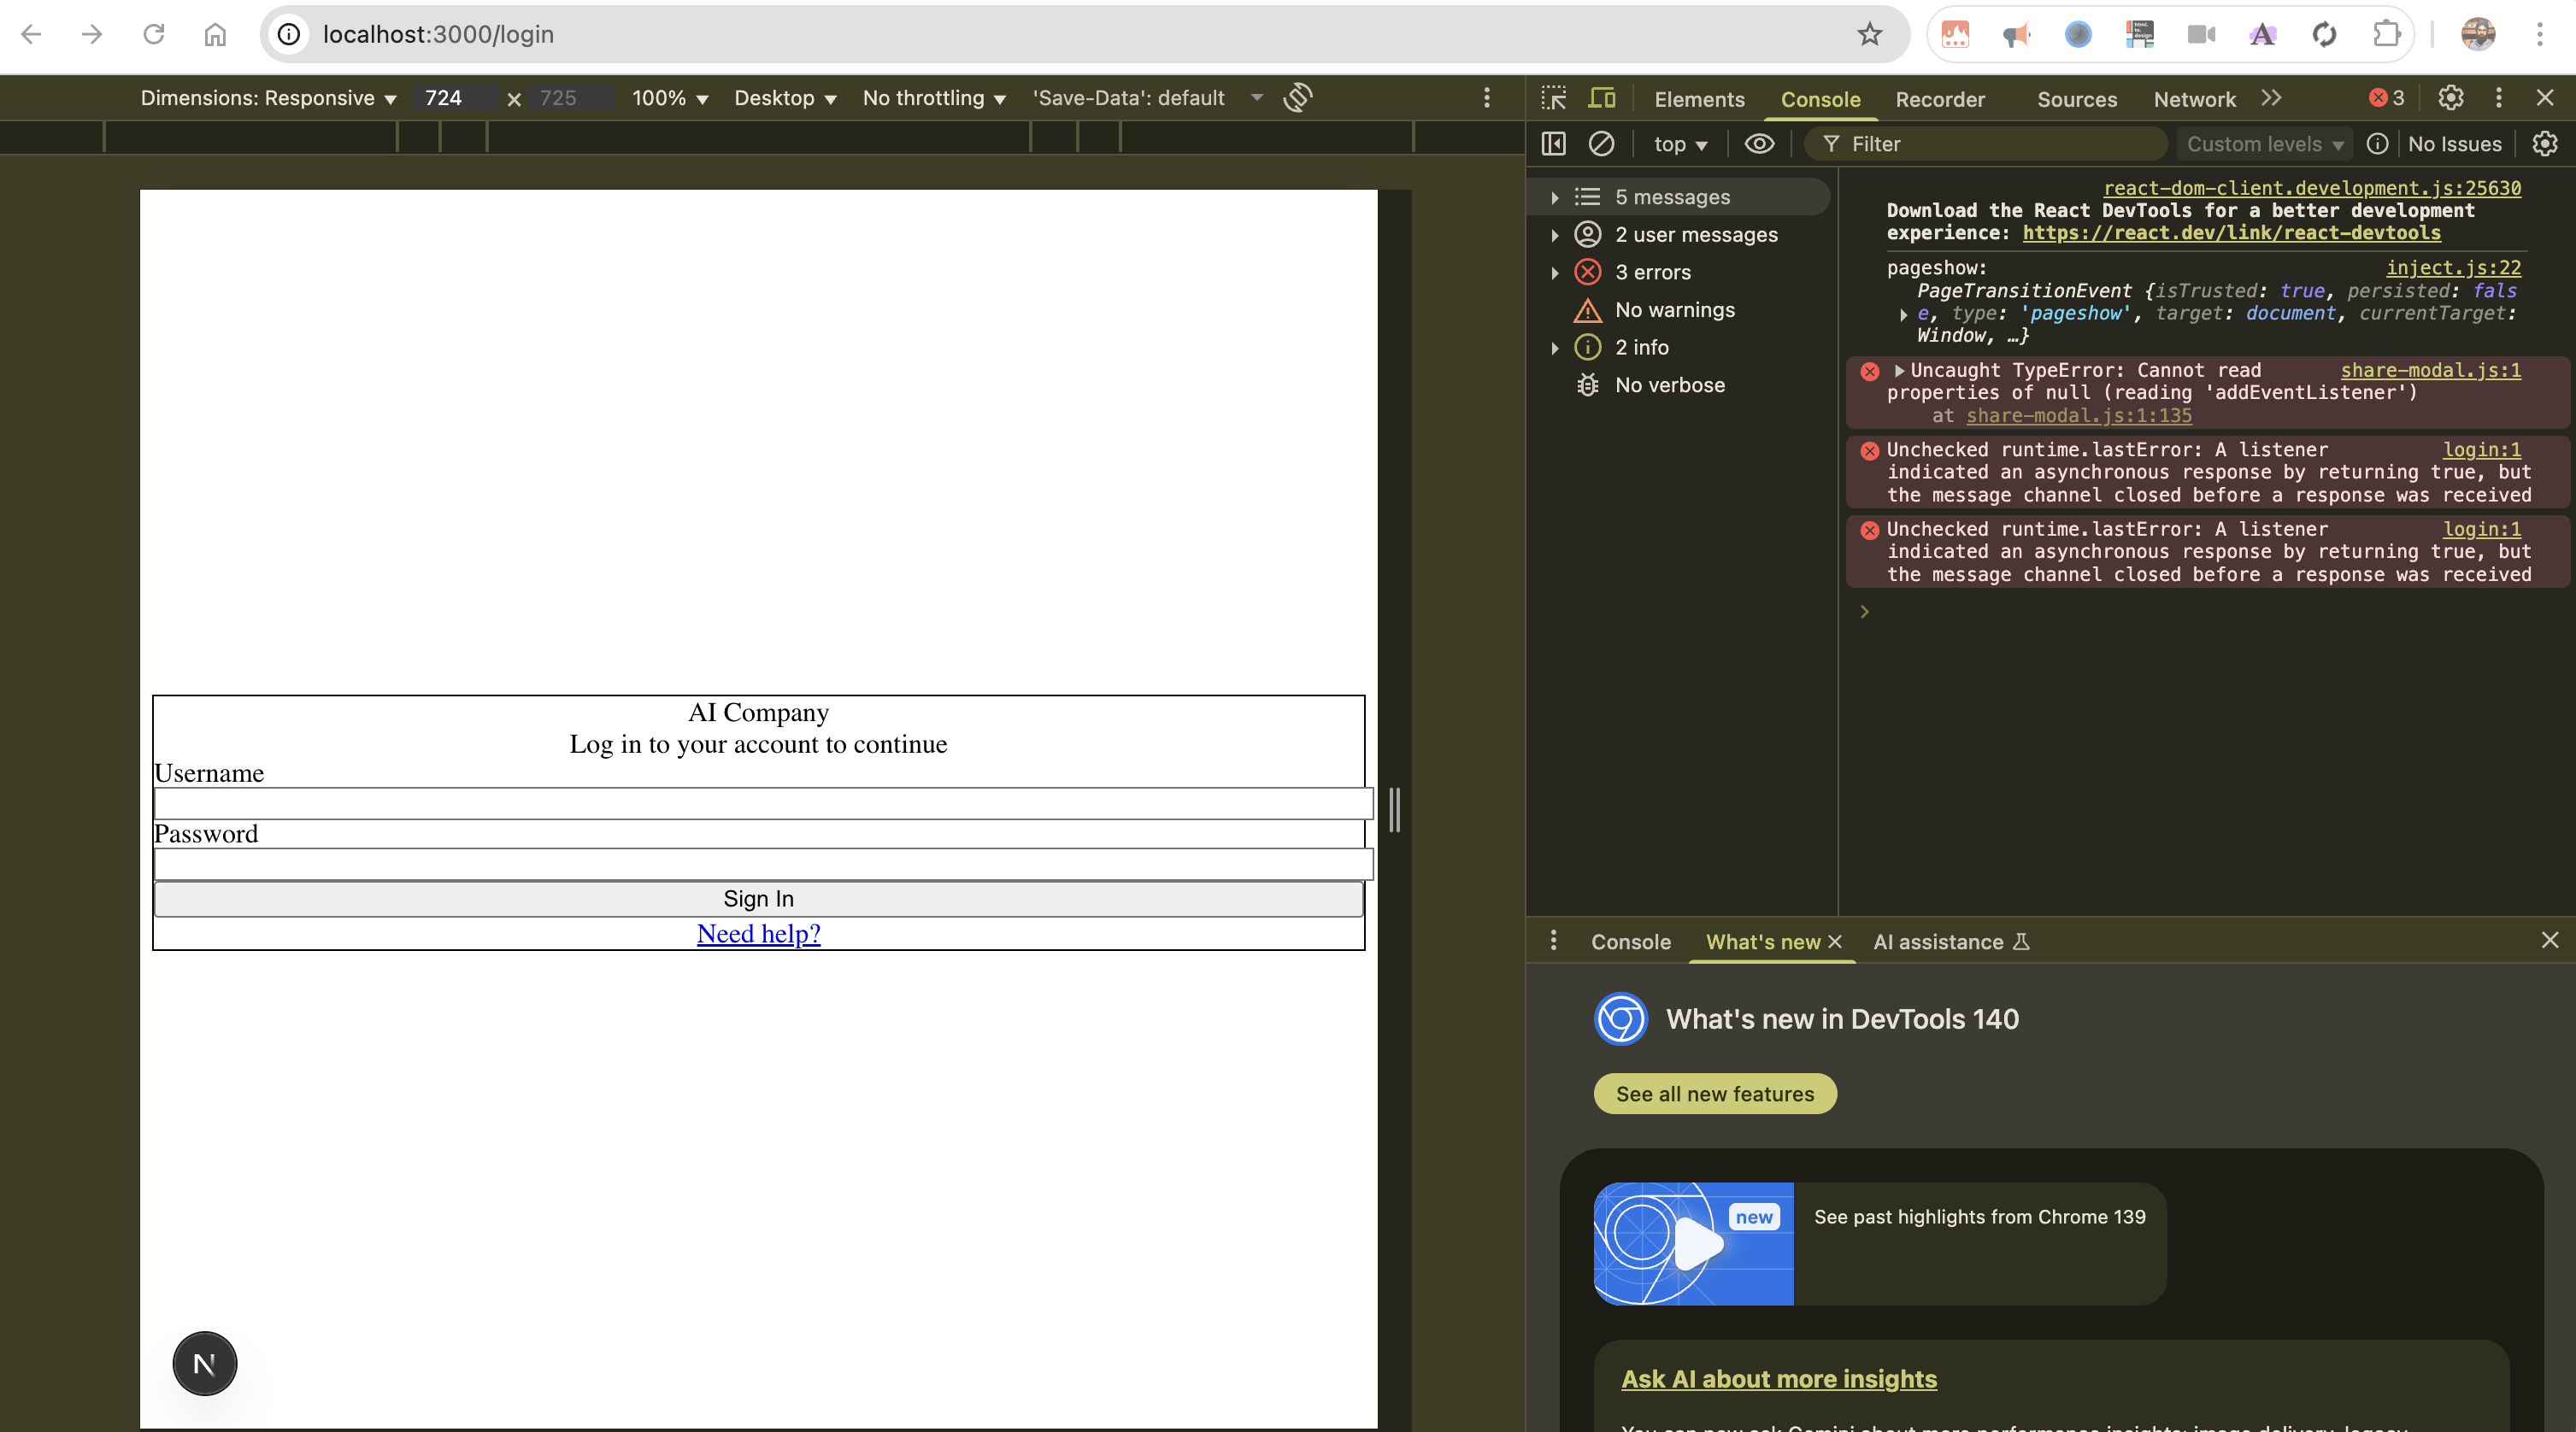 localhost:3000/login
Dimensions: Responsive 724 x 725 100% Desktop No throttling 'Save-Data': default
AI Company
Log in to your account to continue
Username
Password
Sign In
Need help?
N
Elements Console Recorder Sources Network 3
top Filter Custom levels No Issues
5 messages
2 user messages
3 errors
No warnings
2 info
No verbose
react-dom-client.development.js:25630
Download the React DevTools for a better development
experience: https://react.dev/link/react-devtools
pageshow: inject.js:22
PageTransitionEvent {isTrusted: true, persisted: fals
e, type: 'pageshow', target: document, currentTarget:
Window, …}
Uncaught TypeError: Cannot read share-modal.js:1
properties of null (reading 'addEventListener')
at share-modal.js:1:135
Unchecked runtime.lastError: A listener login:1
indicated an asynchronous response by returning true, but
the message channel closed before a response was received
Unchecked runtime.lastError: A listener login:1
indicated an asynchronous response by returning true, but
the message channel closed before a response was received
Console What's new AI assistance
What's new in DevTools 140
See all new features
new
See past highlights from Chrome 139
Ask AI about more insights